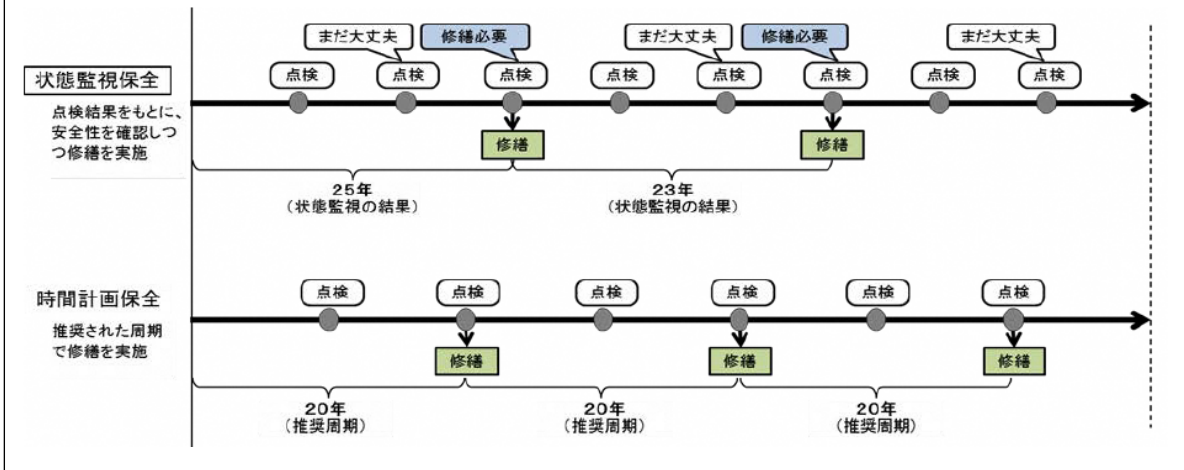 まだ大丈夫
修繕必要
まだ大丈夫
修繕必要
まだ大丈夫
点検
点検
点検
点検
点検
点検
点検
点検
状態監視保全
点検結果をもとに、
安全性を確認しつ
つ修繕を実施
修繕
修繕
25年
(状態監視の結果)
23年
(状態監視の結果)
点検
点検
点検
点検
点検
点検
時間計画保全
推奨された周期
で修繕を実施
修繕
修繕
修繕
20年
(推奨周期)
20年
(推奨周期)
20年
(推奨周期)